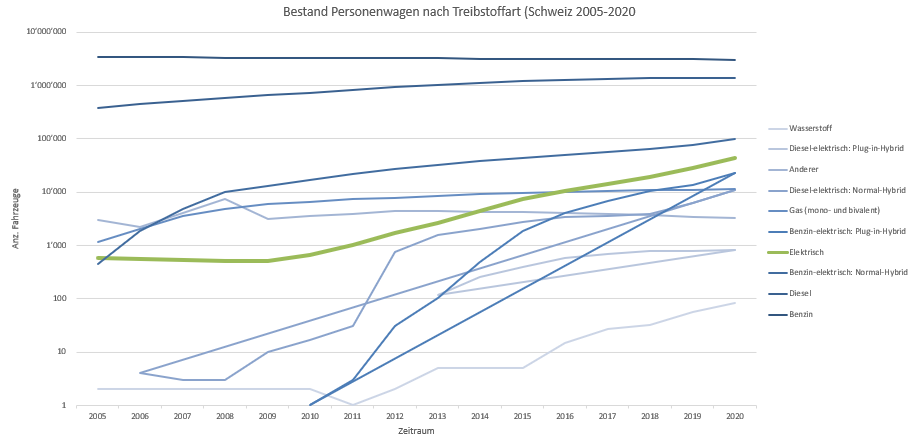 Bestand Personenwagen nach Treibstoffart (Schweiz 2005-2020
10'000'000
1'000'000
100'000
10'000
1'000
100
10
1
Anz. Fahrzeuge
2005 2006 2007 2008 2009 2010 2011 2012 2013 2014 2015 2016 2017 2018 2019 2020
Zeitraum
Wasserstoff
Diesel-elektrisch: Plug-in-Hybrid
Anderer
Diesel-elektrisch: Normal-Hybrid
Gas (mono- und bivalent)
Benzin-elektrisch: Plug-in-Hybrid
Elektrisch
Benzin-elektrisch: Normal-Hybrid
Diesel
Benzin